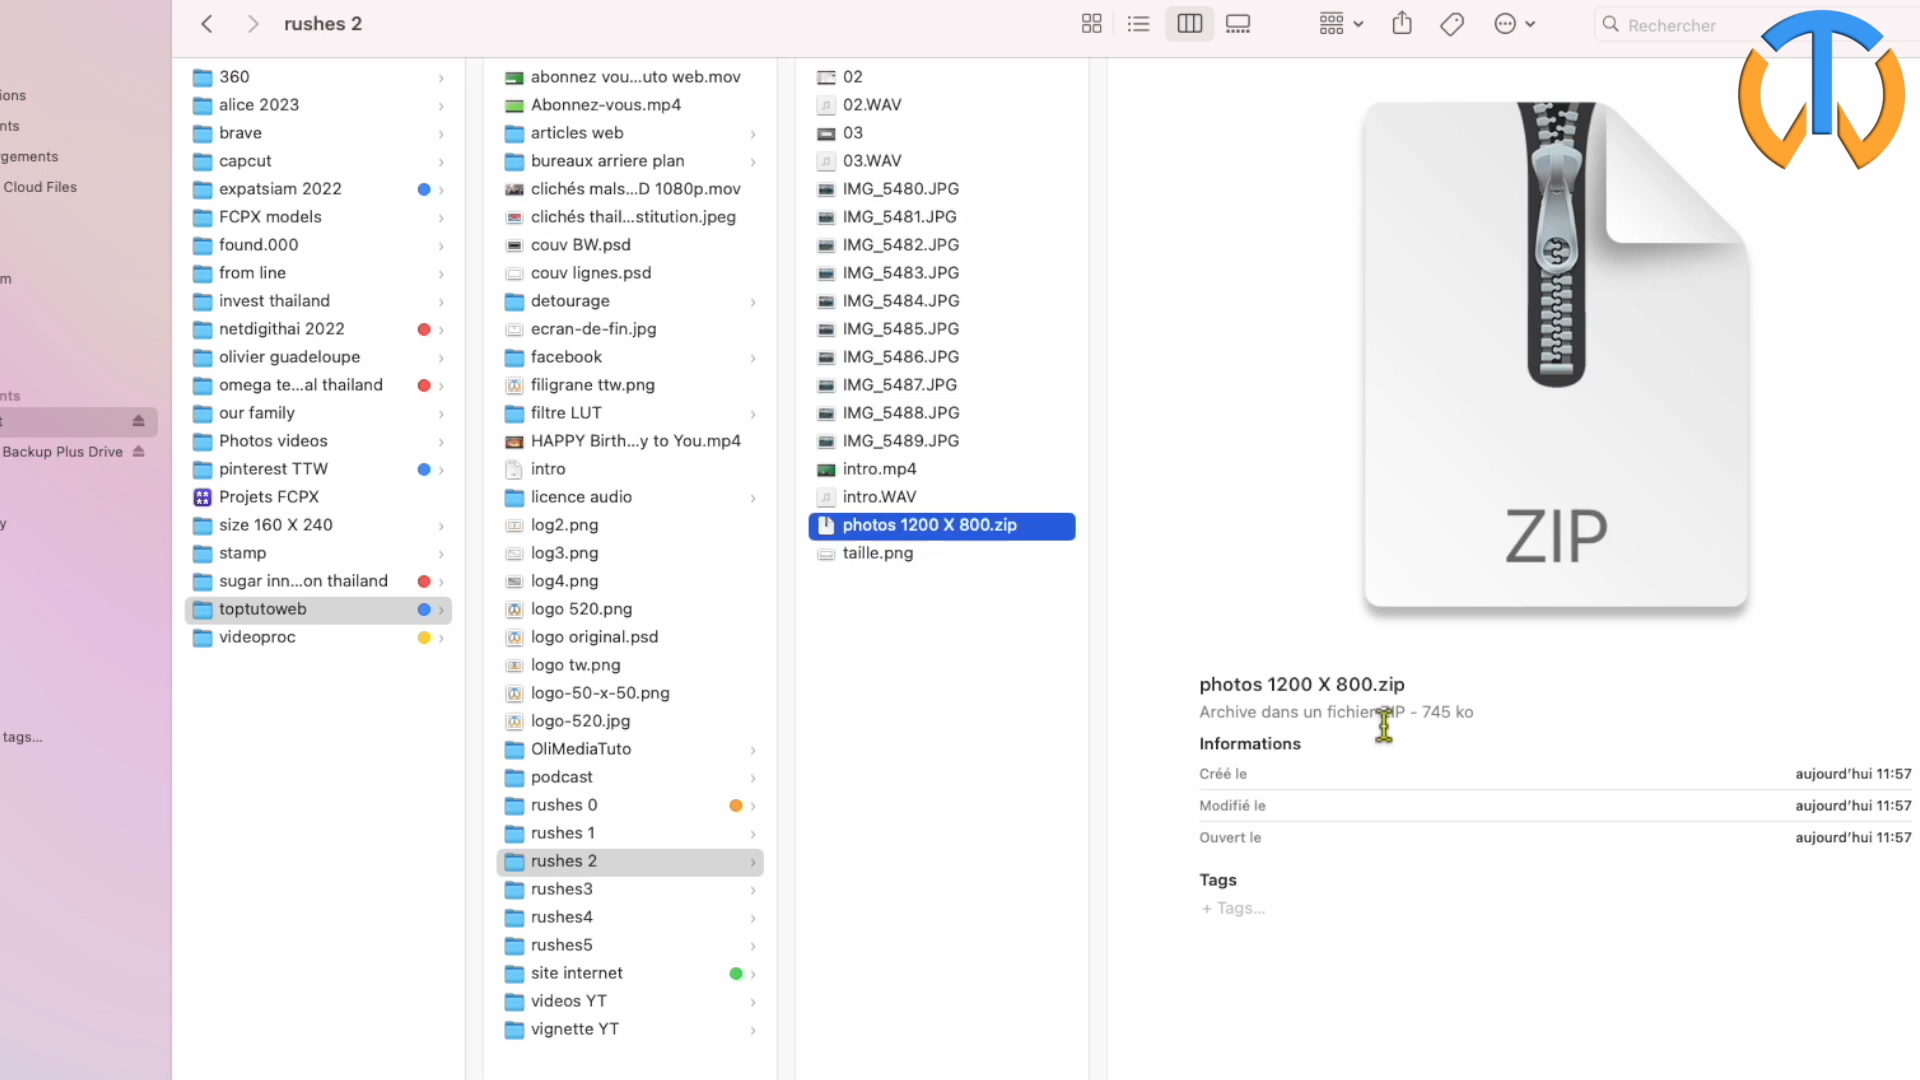 rushes 2
Rechercher
ions
nts
gements
Cloud Files
m
nts
t
Backup Plus Drive
y
tags...
360
alice 2023
brave
capcut
expatsiam 2022
FCPX models
found.000
from line
invest thailand
netdigithai 2022
olivier guadeloupe
omega te...al thailand
our family
Photos videos
pinterest TTW
Projets FCPX
size 160 X 240
stamp
sugar inn...on thailand
toptutoweb
videoproc
abonnez vou...uto web.mov
Abonnez-vous.mp4
articles web
bureaux arriere plan
clichés mals...D 1080p.mov
clichés thail...stitution.jpeg
couv BW.psd
couv lignes.psd
detourage
ecran-de-fin.jpg
facebook
filigrane ttw.png
filtre LUT
HAPPY Birth...y to You.mp4
intro
licence audio
log2.png
log3.png
log4.png
logo 520.png
logo original.psd
logo tw.png
logo-50-x-50.png
logo-520.jpg
OliMediaTuto
podcast
rushes 0
rushes 1
rushes 2
rushes3
rushes4
rushes5
site internet
videos YT
vignette YT
02
02.WAV
03
03.WAV
IMG_5480.JPG
IMG_5481.JPG
IMG_5482.JPG
IMG_5483.JPG
IMG_5484.JPG
IMG_5485.JPG
IMG_5486.JPG
IMG_5487.JPG
IMG_5488.JPG
IMG_5489.JPG
intro.mp4
intro.WAV
photos 1200 X 800.zip
taille.png
ZIP
photos 1200 X 800.zip
Archive dans un fichier ZIP - 745 ko
Informations
Créé le aujourd'hui 11:57
Modifié le aujourd'hui 11:57
Ouvert le aujourd'hui 11:57
Tags
+ Tags...